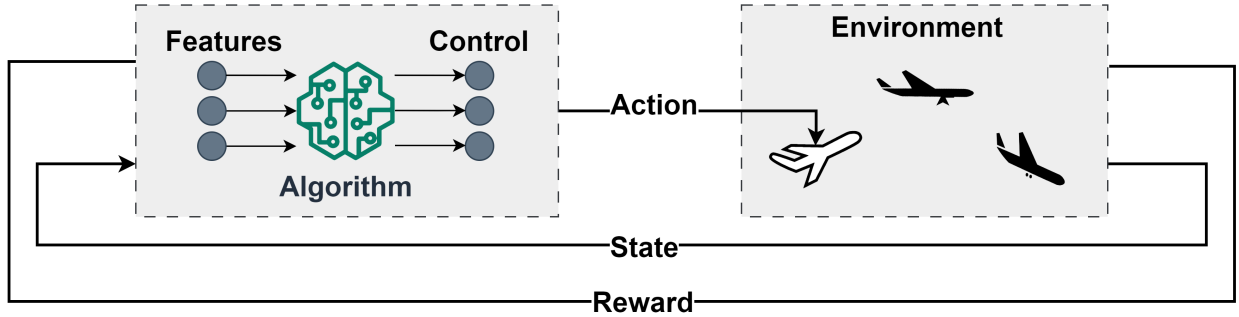 Features
Control
Algorithm
Action
Environment
State
Reward